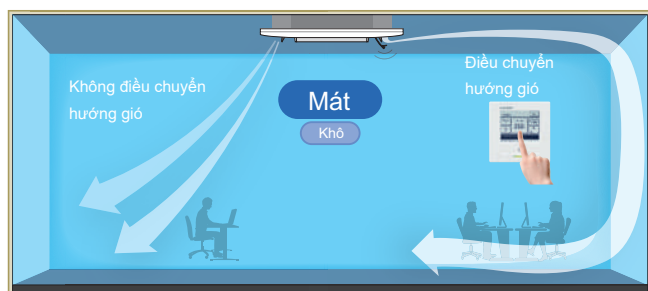 Không điều chuyển
hướng gió
Mát
Khô
Điều chuyển
hướng gió